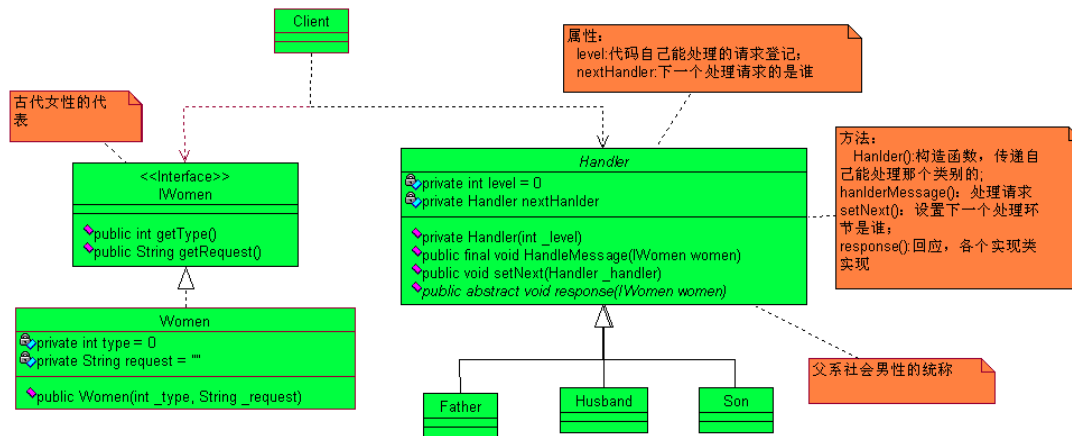 Client
属性:
level:代码自己能处理的请求登记;
nextHandler:下一个处理请求的是谁
古代女性的代
表
<<Interface>>
IWomen
public int getType()
public String getRequest()
Handler
private int level = 0
private Handler nextHanlder
private Handler(int _level)
public final void HandleMessage(IWomen women)
public void setNext(Handler _handler)
public abstract void response(IWomen women)
方法:
Hanlder():构造函数，传递自
己能处理那个类别的;
hanlderMessage(): 处理请求
setNext(): 设置下一个处理环
节是谁;
response():回应，各个实现类
实现
Women
private int type = 0
private String request = ""
public Women(int _type, String _request)
父系社会男性的统称
Father
Husband
Son